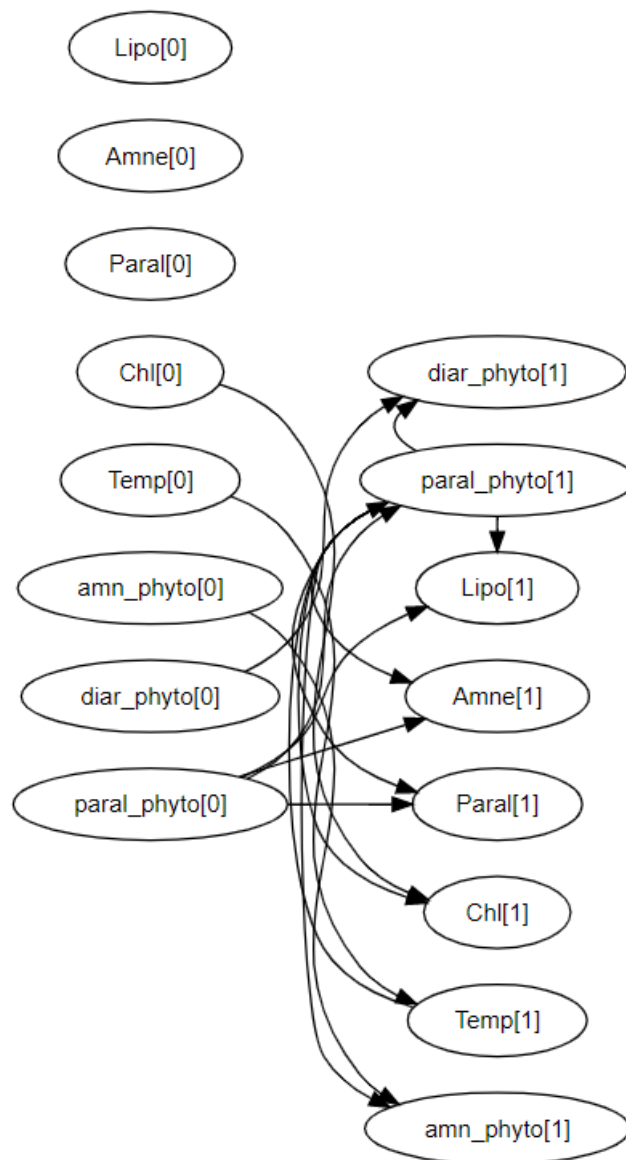 Lipo[0]
Amne[0]
Paral[0]
Chl[0]
diar_phyto[1]
Temp[0]
paral_phyto[1]
amn_phyto[0]
Lipo[1]
diar_phyto[0]
Amne[1]
paral_phyto[0]
Paral[1]
Chl[1]
Temp[1]
amn_phyto[1]